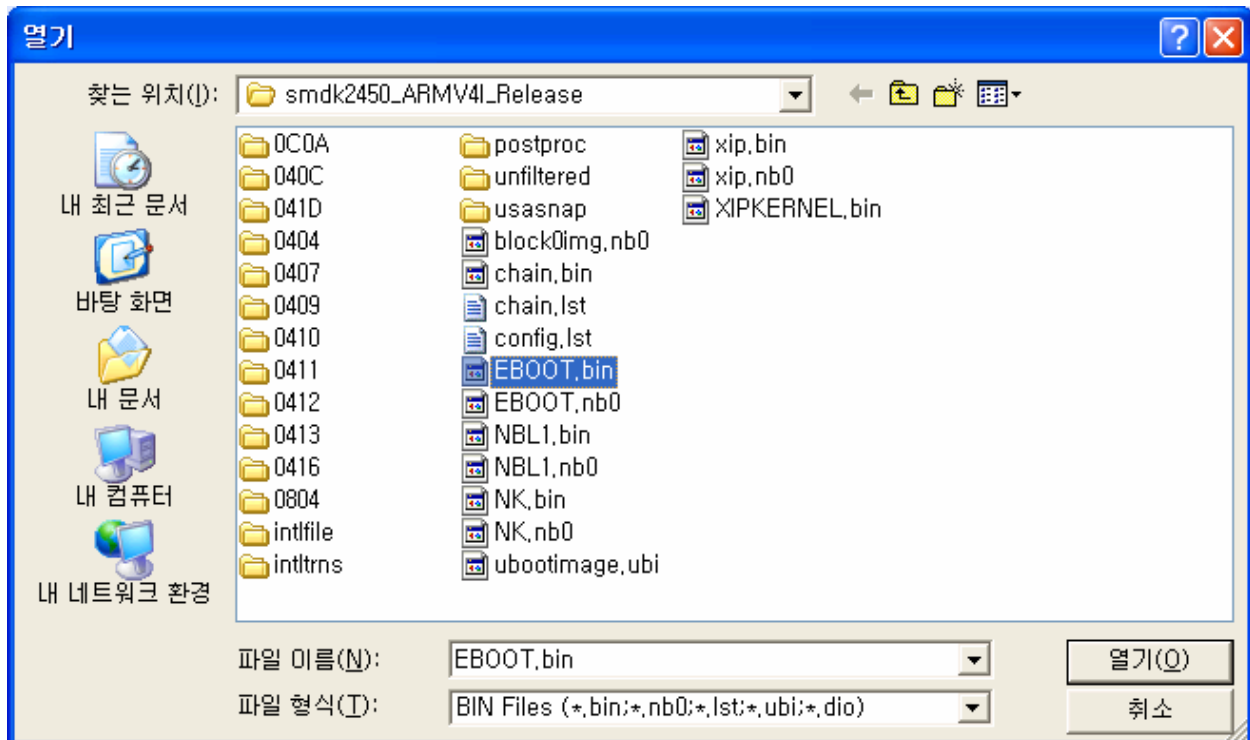 열기
찾는 위치(I):
smdk2450_ARMV4I_Release
내 최근 문서
바탕 화면
내 문서
내 컴퓨터
내 네트워크 환경
0C0A
040C
041D
0404
0407
0409
0410
0411
0412
0413
0416
0804
intlfile
intltrns
postproc
unfiltered
usasnap
block0img.nb0
chain.bin
chain.lst
config.lst
EBOOT.bin
EBOOT.nb0
NBL1.bin
NBL1.nb0
NK.bin
NK.nb0
ubootimage.ubi
xip.bin
xip.nb0
XIPKERNEL.bin
파일 이름(N):
EBOOT.bin
열기(O)
파일 형식(T):
BIN Files (*.bin;*.nb0;*.lst;*.ubi;*.dio)
취소